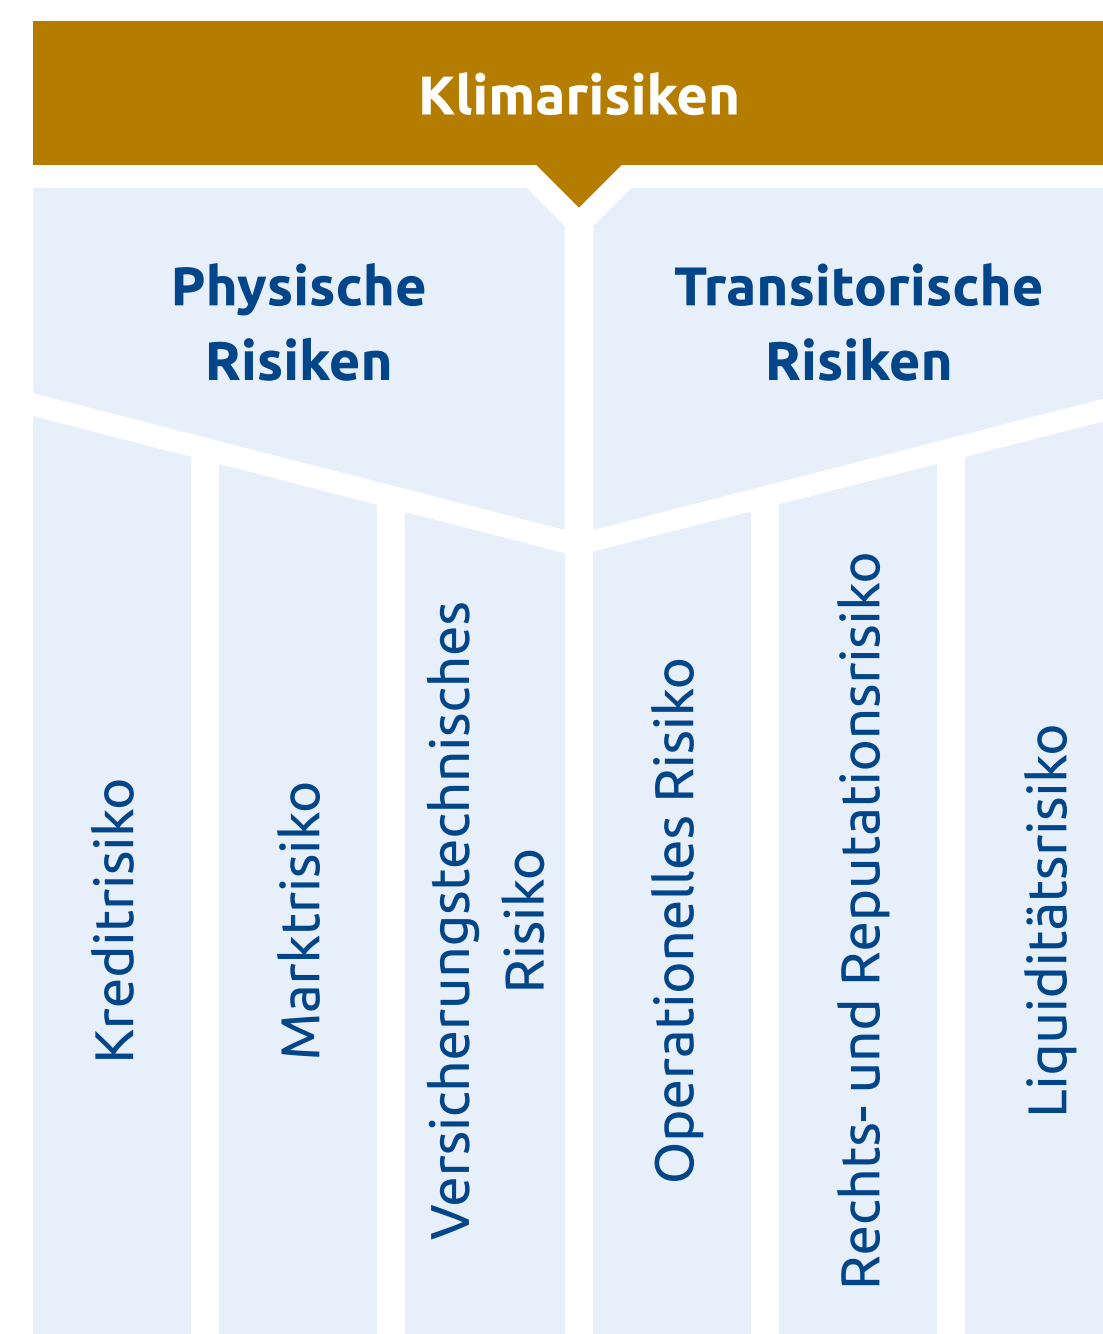 Klimarisiken
Physische
Risiken
Transitorische
Risiken
Kreditrisiko
Marktrisiko
Versicherungstechnisches
Risiko
Operationelles Risiko
Rechts- und Reputationsrisiko
Liquiditätsrisiko